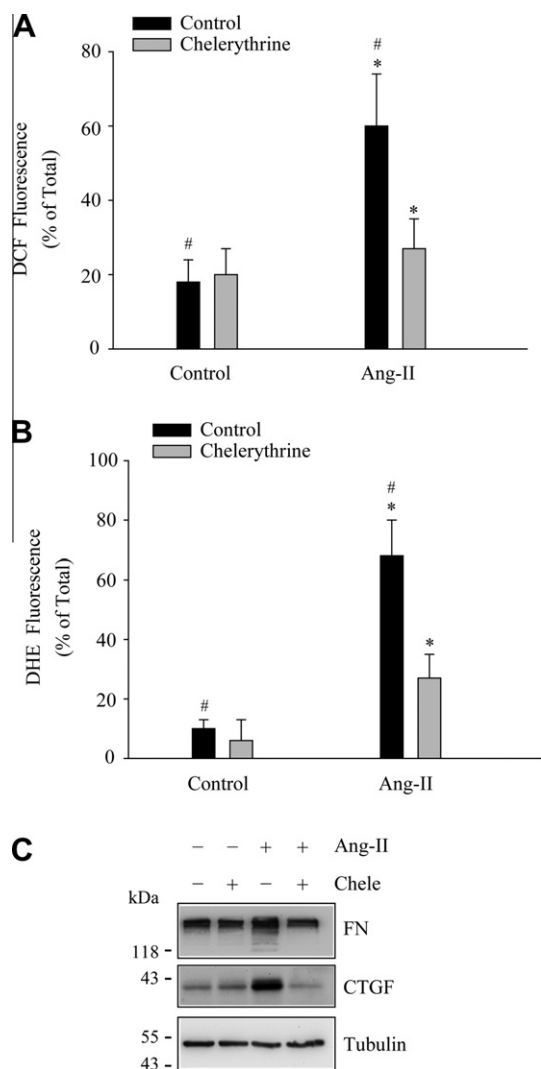 A
Control
Chelerythrine
DCF Fluorescence
(% of Total)
80
60
40
20
0
#
#
*
*
Control
Ang-II
B
Control
Chelerythrine
DHE Fluorescence
(% of Total)
100
80
60
40
20
0
#
#
*
*
Control
Ang-II
C
− − + + Ang-II
− + − + Chele
kDa
FN
118 -
43 -
CTGF
55 -
Tubulin
43 -